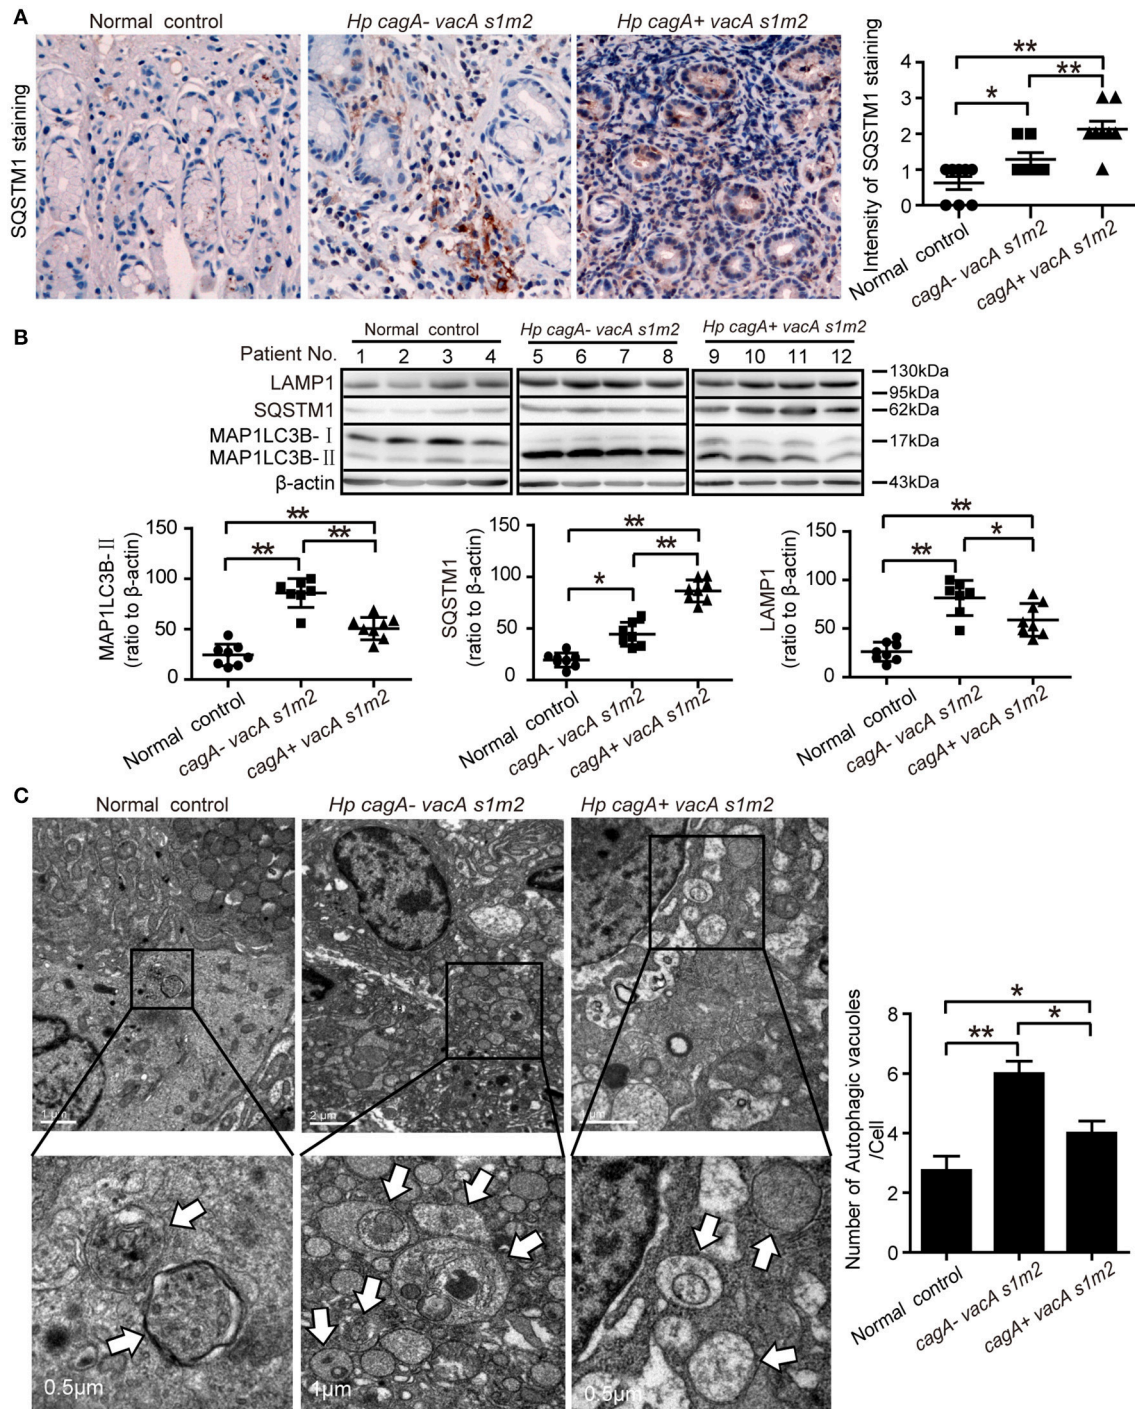 A
Normal control
Hp cagA- vacA s1m2
Hp cagA+ vacA s1m2
SQSTM1 staining
Intensity of SQSTM1 staining
4
3
2
1
0
**
**
*
Normal control
cagA- vacA s1m2
cagA+ vacA s1m2
B
Normal control
Hp cagA- vacA s1m2
Hp cagA+ vacA s1m2
Patient No.
1 2 3 4 5 6 7 8 9 10 11 12
LAMP1
SQSTM1
MAP1LC3B-Ⅰ
MAP1LC3B-Ⅱ
β-actin
130kDa
95kDa
62kDa
17kDa
43kDa
MAP1LC3B-Ⅱ
(ratio to β-actin)
150
100
50
0
**
**
**
Normal control
cagA- vacA s1m2
cagA+ vacA s1m2
SQSTM1
(ratio to β-actin)
150
100
50
0
**
**
*
Normal control
cagA- vacA s1m2
cagA+ vacA s1m2
LAMP1
(ratio to β-actin)
150
100
50
0
**
*
**
Normal control
cagA- vacA s1m2
cagA+ vacA s1m2
C
Normal control
Hp cagA- vacA s1m2
Hp cagA+ vacA s1m2
1 μm
2 μm
μm
0.5μm
1μm
0.5μm
Number of Autophagic vacuoles
/Cell
8
6
4
2
0
*
*
**
Normal control
cagA- vacA s1m2
cagA+ vacA s1m2